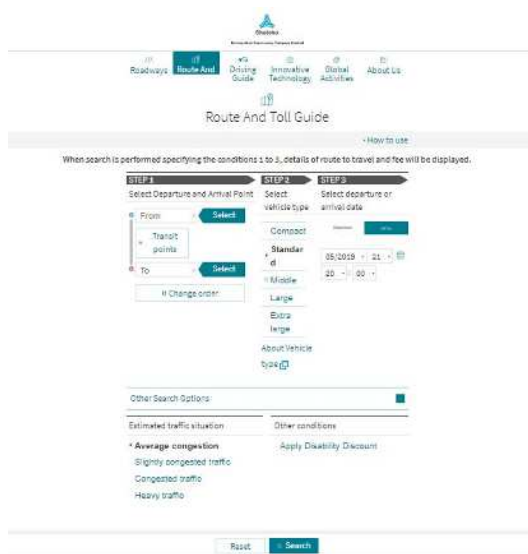 Shutoko
Roadways
Route And
Driving Guide
Innovative Technology
Global Activities
About Us
Route And Toll Guide
How to use
When search is performed specifying the conditions 1 to 3, details of route to travel and fee will be displayed.
STEP 1
STEP 2
STEP 3
Select Departure and Arrival Point
Select vehicle type
Select departure or arrival date
From
Select
Transit points
To
Select
Change order
Compact
Standar
d
Middle
Large
Extra large
About Vehicle type
05/2019
21
20 : 00
Other Search Options
Estimated traffic situation
Other conditions
Average congestion
Slightly congested traffic
Congested traffic
Heavy traffic
Apply Disability Discount
Reset
Search